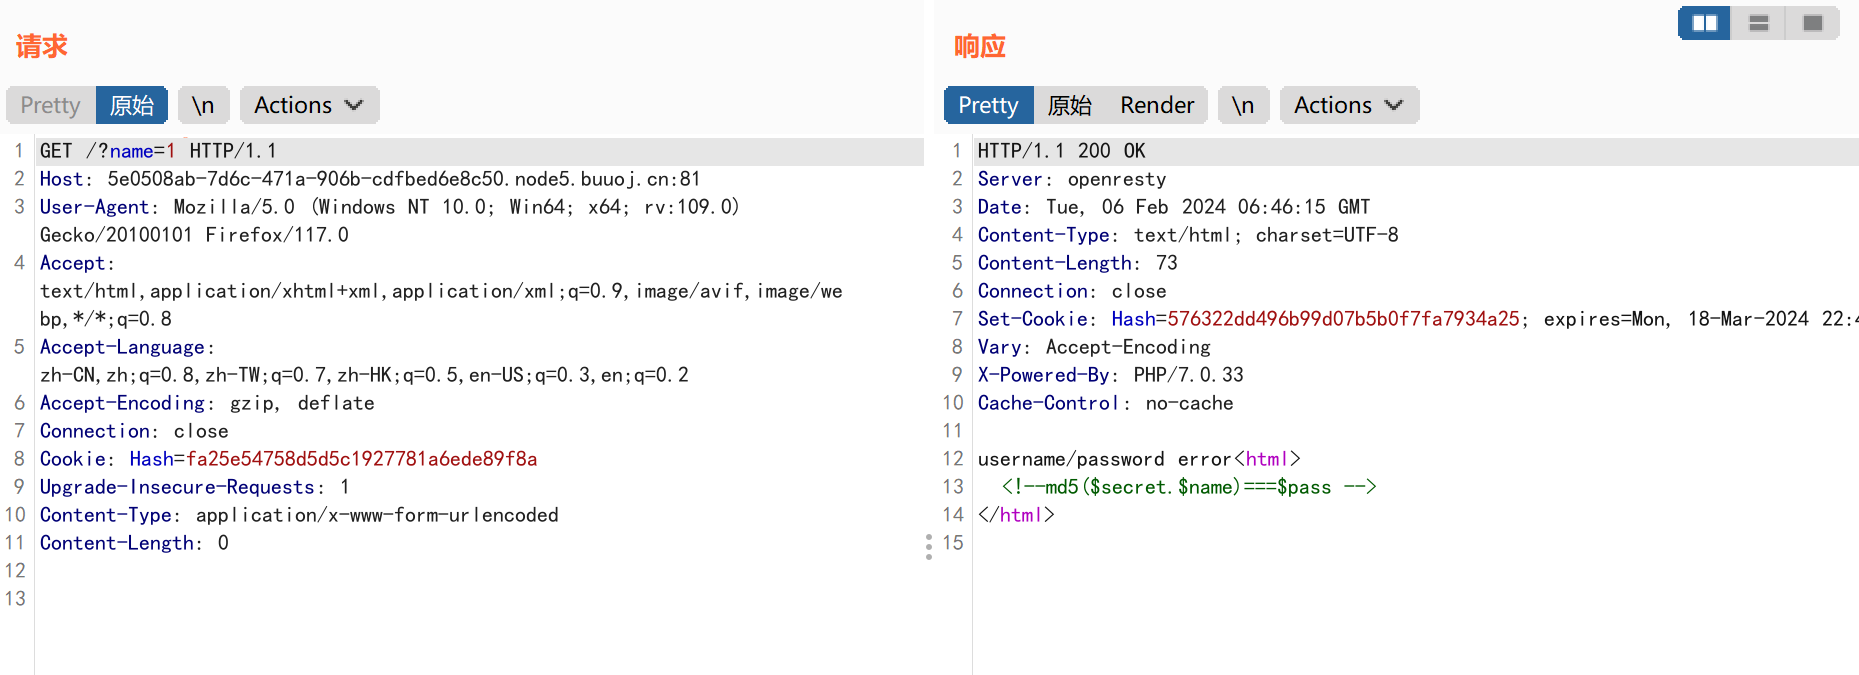 请求
Pretty 原始 \n Actions
1 GET /?name=1 HTTP/1.1
2 Host: 5e0508ab-7d6c-471a-906b-cdfbed6e8c50.node5.buuoj.cn:81
3 User-Agent: Mozilla/5.0 (Windows NT 10.0; Win64; x64; rv:109.0)
Gecko/20100101 Firefox/117.0
4 Accept:
text/html,application/xhtml+xml,application/xml;q=0.9,image/avif,image/we
bp,*/*;q=0.8
5 Accept-Language:
zh-CN,zh;q=0.8,zh-TW;q=0.7,zh-HK;q=0.5,en-US;q=0.3,en;q=0.2
6 Accept-Encoding: gzip, deflate
7 Connection: close
8 Cookie: Hash=fa25e54758d5d5c1927781a6ede89f8a
9 Upgrade-Insecure-Requests: 1
10 Content-Type: application/x-www-form-urlencoded
11 Content-Length: 0
12
13
响应
Pretty 原始 Render \n Actions
1 HTTP/1.1 200 OK
2 Server: openresty
3 Date: Tue, 06 Feb 2024 06:46:15 GMT
4 Content-Type: text/html; charset=UTF-8
5 Content-Length: 73
6 Connection: close
7 Set-Cookie: Hash=576322dd496b99d07b5b0f7fa7934a25; expires=Mon, 18-Mar-2024 22:4
8 Vary: Accept-Encoding
9 X-Powered-By: PHP/7.0.33
10 Cache-Control: no-cache
11
12 username/password error<html>
13 <!--md5($secret.$name)===$pass -->
14 </html>
15